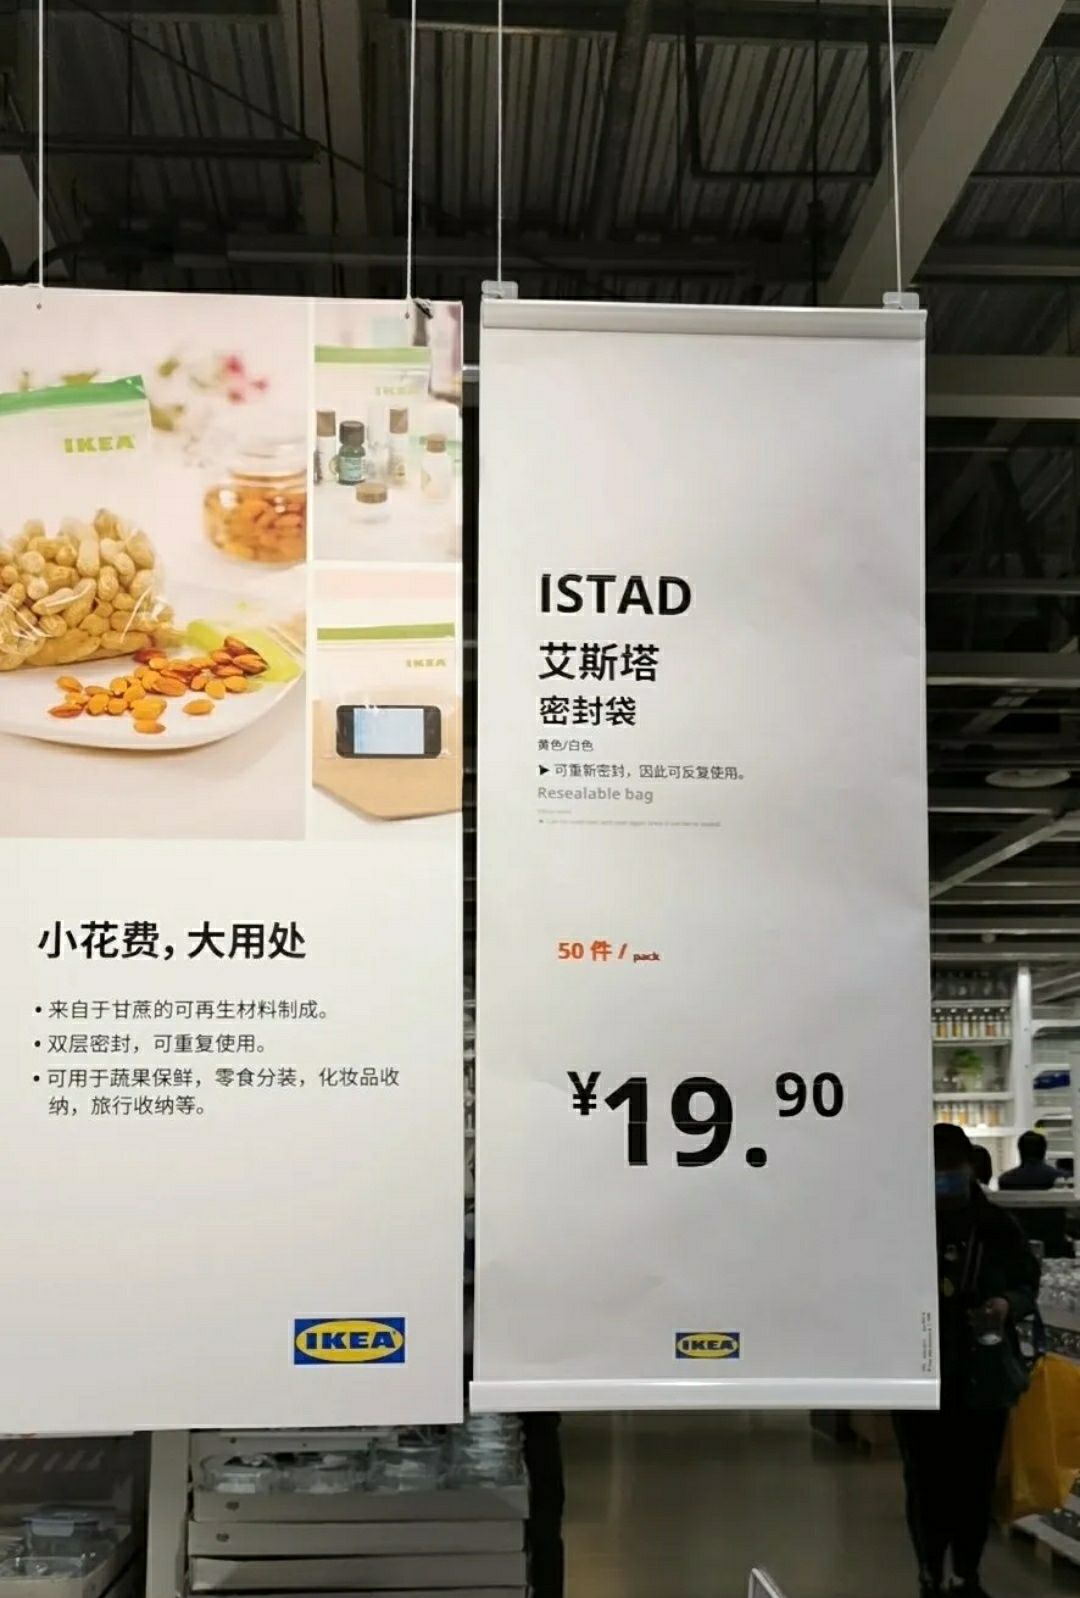 IKEA
IKEA
IKEA
小花费，大用处
• 来自于甘蔗的可再生材料制成。
• 双层密封，可重复使用。
• 可用于蔬果保鲜，零食分装，化妆品收
纳，旅行收纳等。
IKEA
ISTAD
艾斯塔
密封袋
黄色/白色
➤ 可重新密封，因此可反复使用。
Resealable bag
50 件 / pack
¥19.90
IKEA